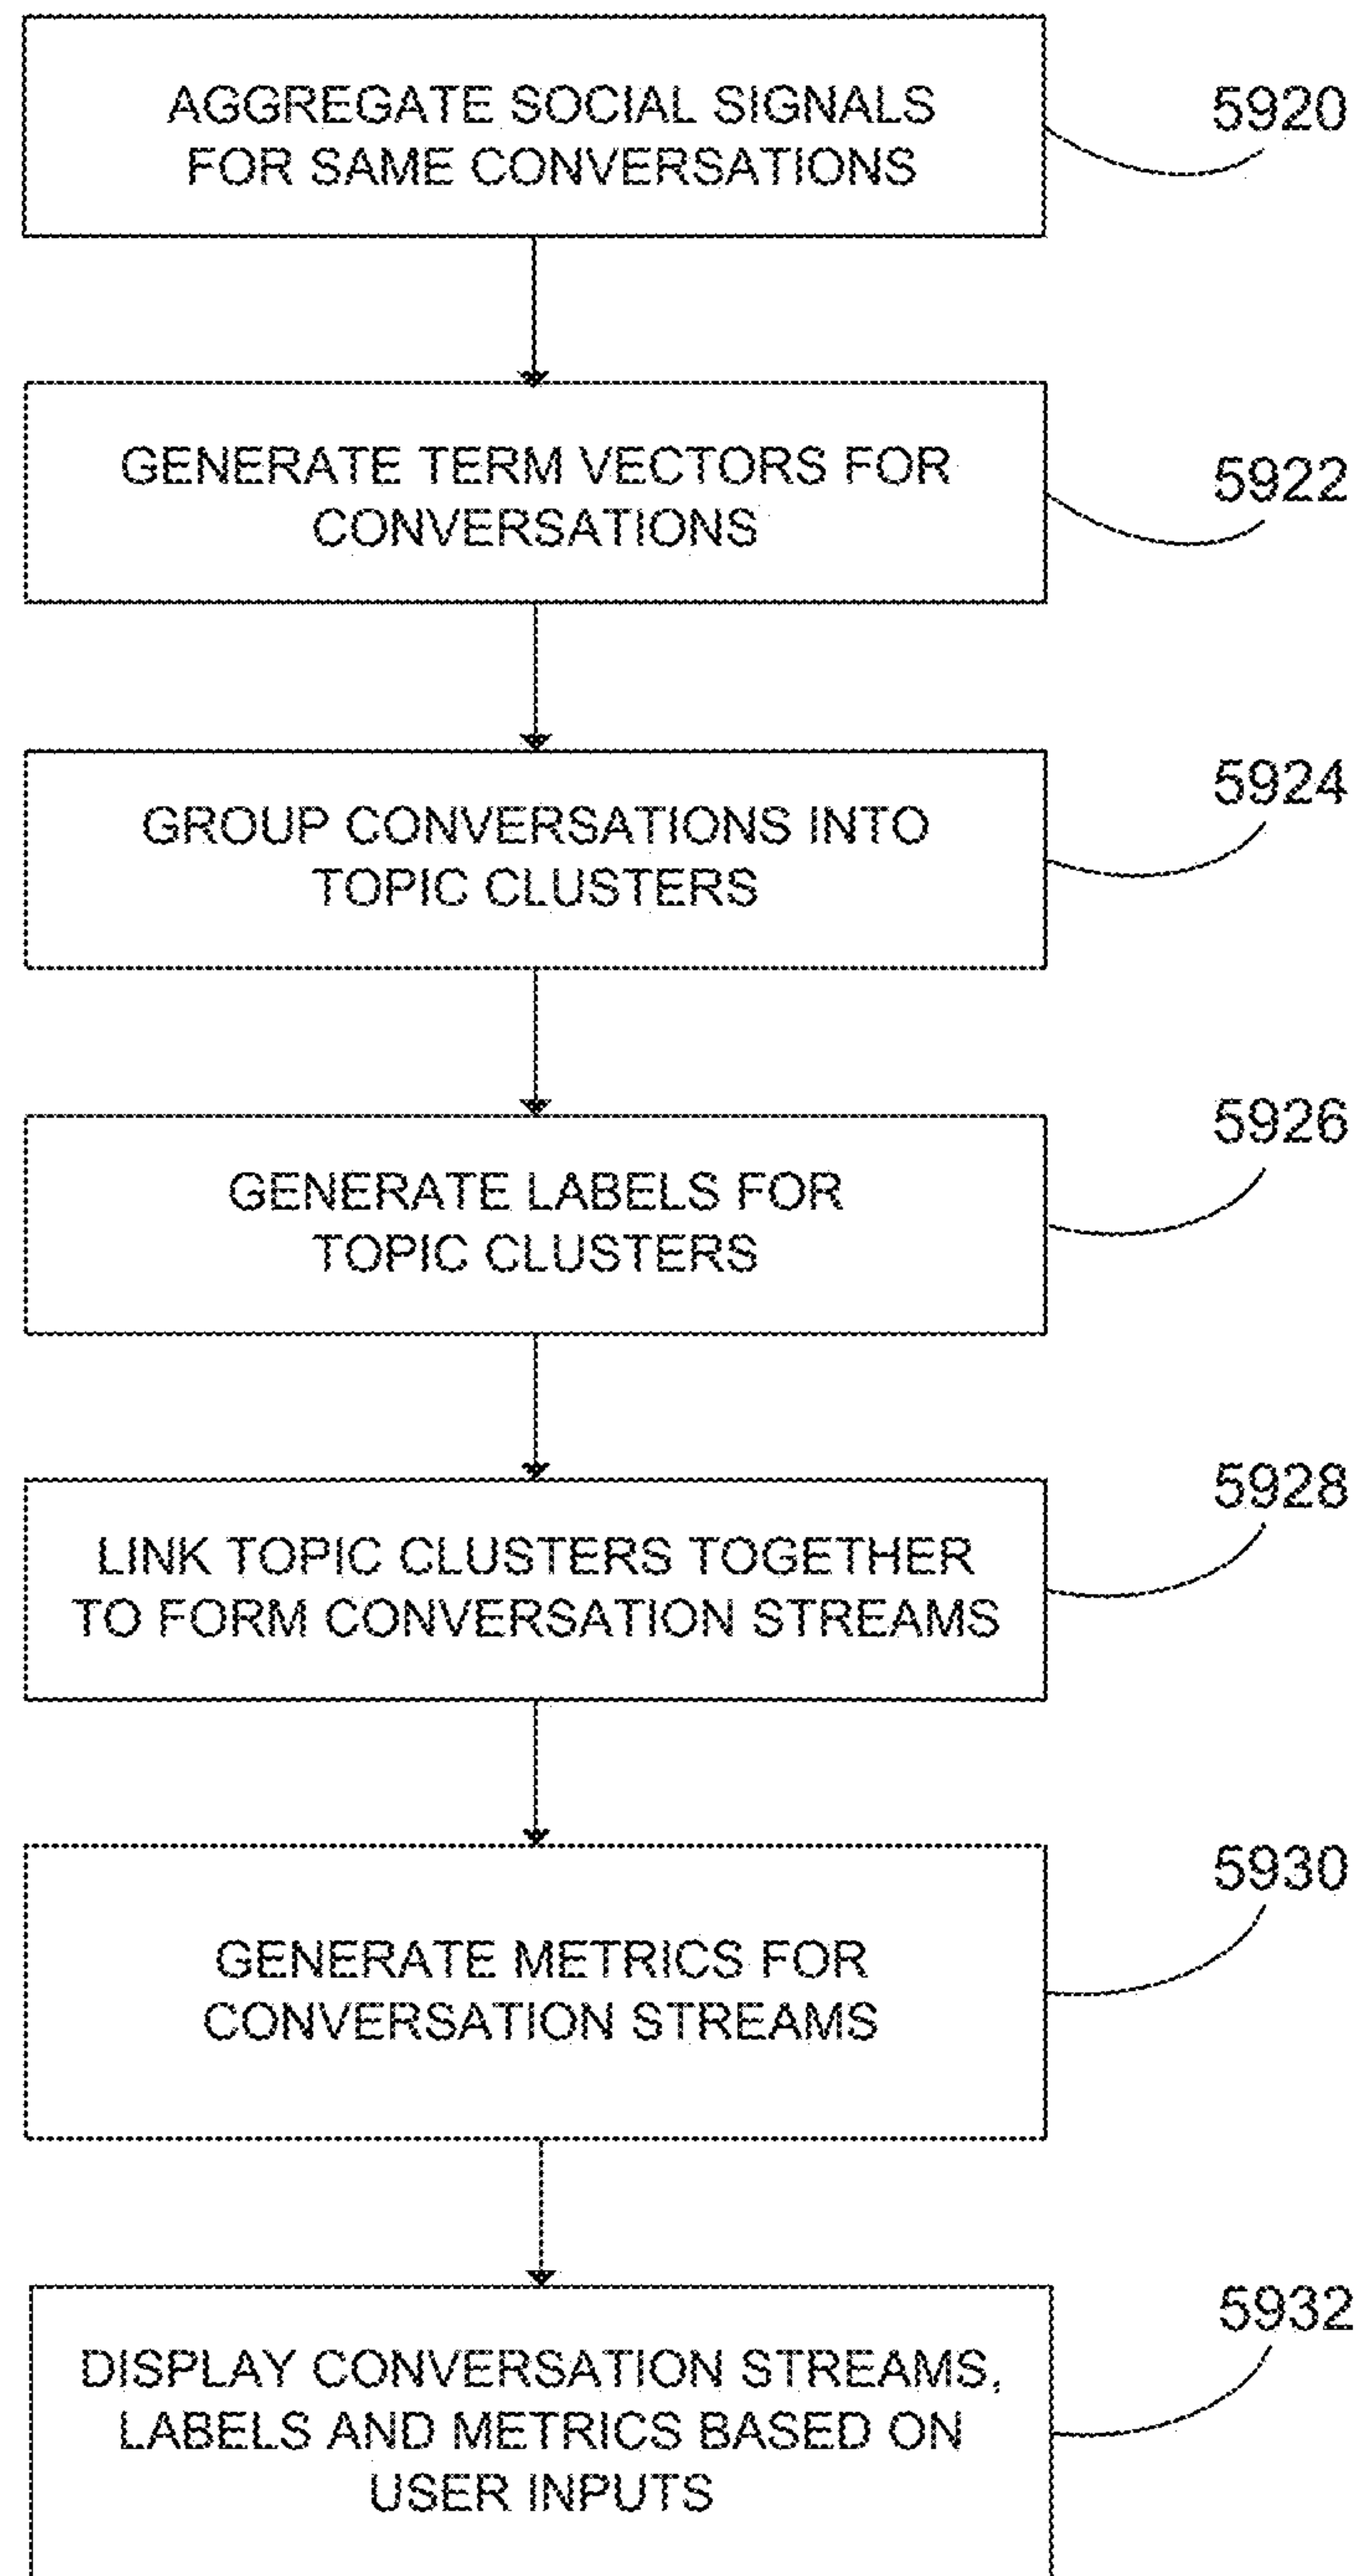 AGGREGATE SOCIAL SIGNALS
FOR SAME CONVERSATIONS
5920
GENERATE TERM VECTORS FOR
CONVERSATIONS
5922
GROUP CONVERSATIONS INTO
TOPIC CLUSTERS
5924
GENERATE LABELS FOR
TOPIC CLUSTERS
5926
LINK TOPIC CLUSTERS TOGETHER
TO FORM CONVERSATION STREAMS
5928
GENERATE METRICS FOR
CONVERSATION STREAMS
5930
DISPLAY CONVERSATION STREAMS,
LABELS AND METRICS BASED ON
USER INPUTS
5932